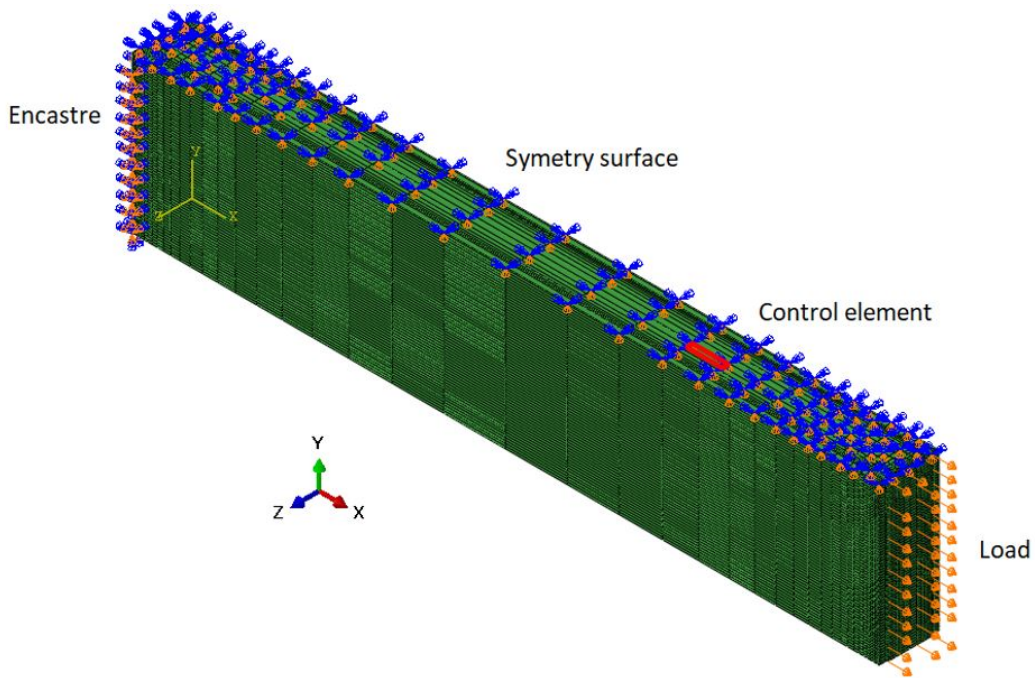 Encastre
Symetry surface
Y
Z
X
Control element
Y
Z
X
Load